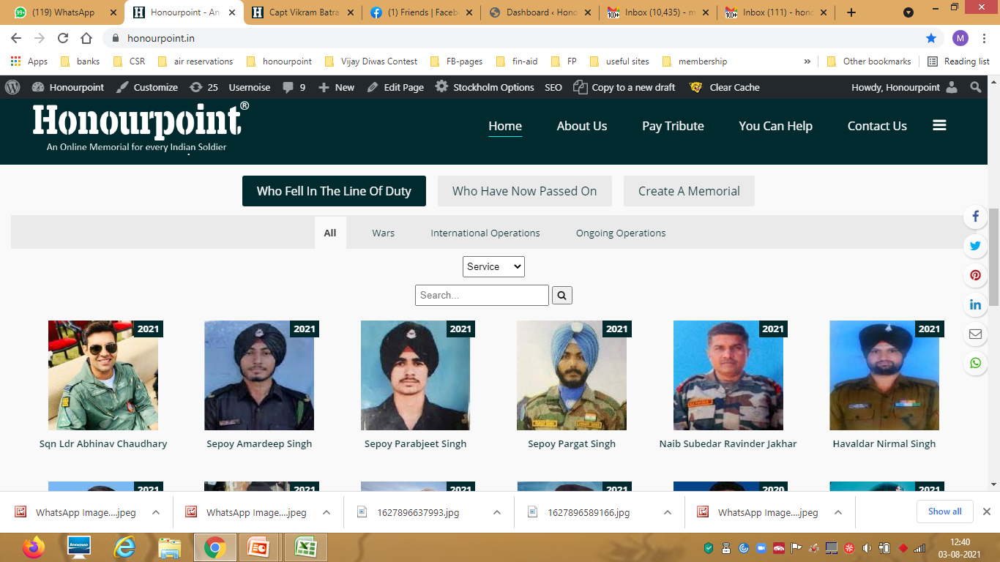 (119) WhatsApp
Honourpoint - An
Capt Vikram Batra
(1) Friends | Faceb
Dashboard ‹ Hono
Inbox (10,435) - m
Inbox (111) - hono
honourpoint.in
M
Apps
banks
CSR
air reservations
honourpoint
Vijay Diwas Contest
FB-pages
fin-aid
FP
useful sites
membership
»
Other bookmarks
Reading list
Honourpoint
Customize
25
Usernoise
9
New
Edit Page
Stockholm Options
SEO
Copy to a new draft
Clear Cache
Howdy, Honourpoint
Honourpoint®
An Online Memorial for every Indian Soldier
Home
About Us
Pay Tribute
You Can Help
Contact Us
Who Fell In The Line Of Duty
Who Have Now Passed On
Create A Memorial
All
Wars
International Operations
Ongoing Operations
Service
Search...
2021
2021
2021
2021
2021
2021
Sqn Ldr Abhinav Chaudhary
Sepoy Amardeep Singh
Sepoy Parabjeet Singh
Sepoy Pargat Singh
Naib Subedar Ravinder Jakhar
Havaldar Nirmal Singh
2021
2021
2021
2021
2020
2021
WhatsApp Image....jpeg
WhatsApp Image....jpeg
1627896637993.jpg
1627896589166.jpg
WhatsApp Image....jpeg
Show all
lenovo
12:40
03-08-2021